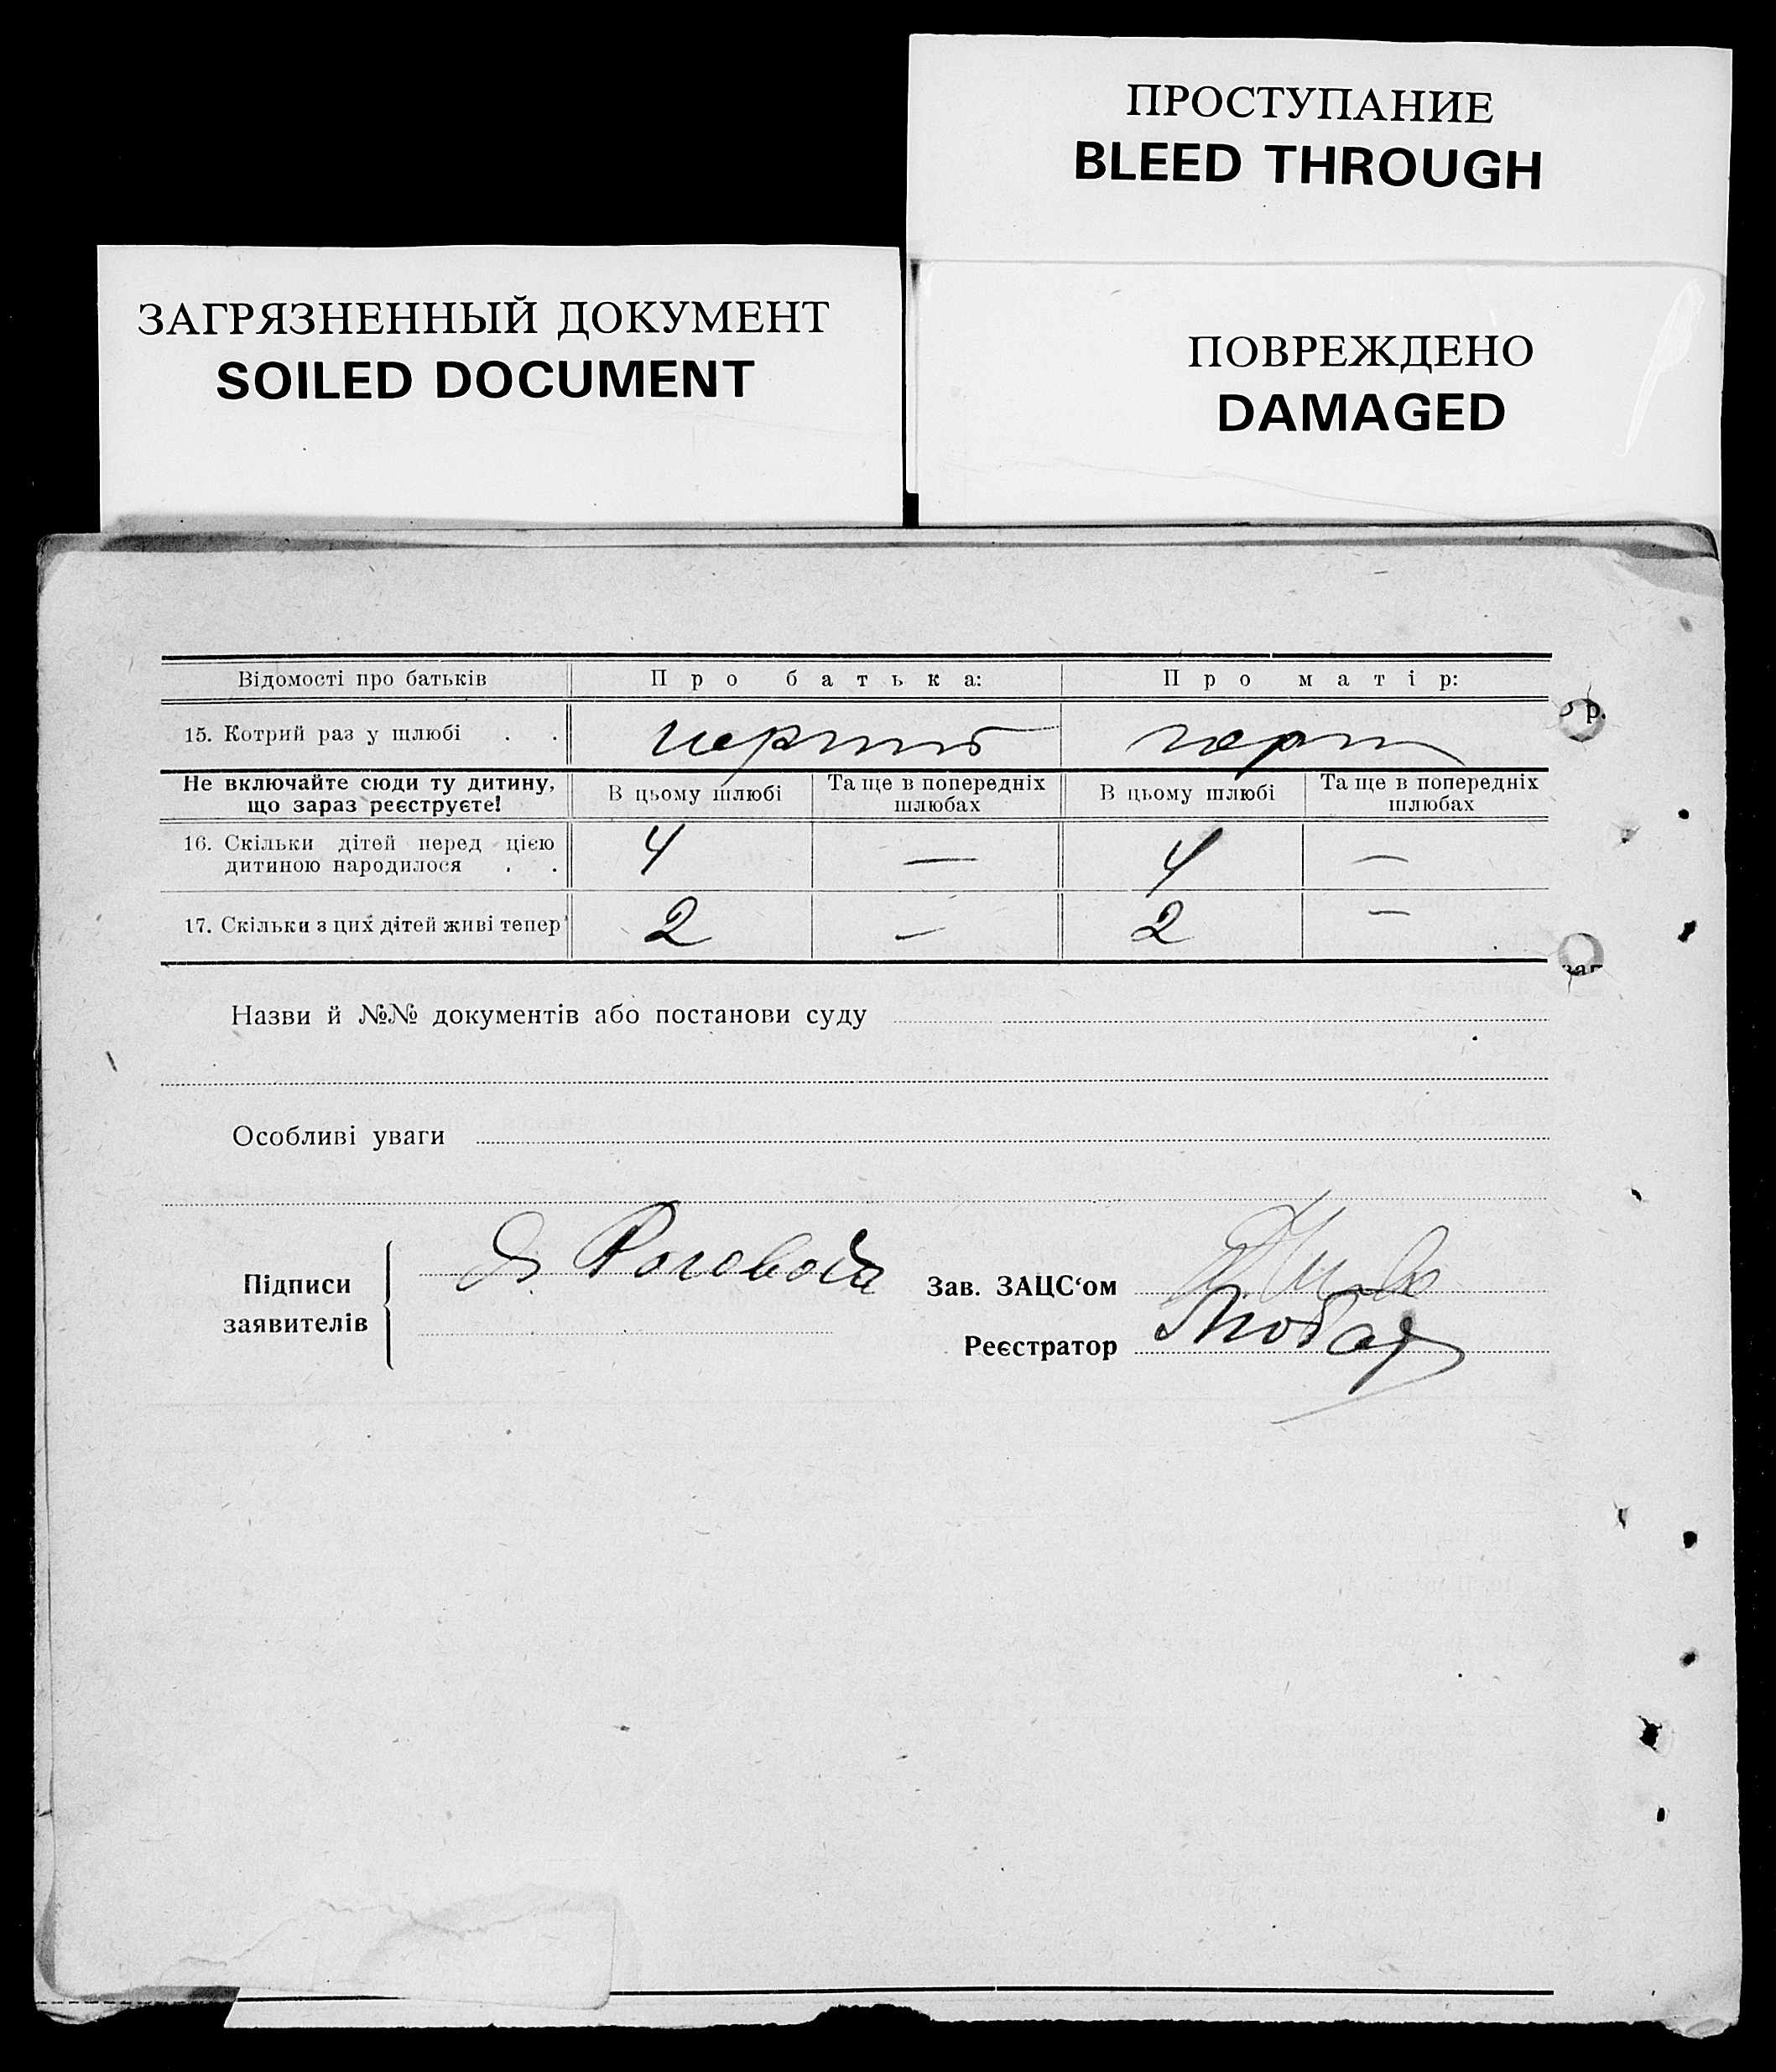 ПРОСТУПАНИЕ
BLEED THROUGH
ЗАГРЯЗНЕННЫЙ ДОКУМЕНТ
SOILED DOCUMENT
ПОВРЕЖДЕНО
DAMAGED
Відомості про батьків Про батька: Про матір:
15. Котрий раз у шлюбі . .
р.
Не включайте сюди ту дитину, що зараз реєструєте! В цьому шлюбі Та ще в попередніх шлюбах В цьому шлюбі Та ще в попередніх шлюбах
16. Скільки дітей перед цією
дитиною народилося . . 4 — 4 —
17. Скільки з цих дітей живі тепер 2 — 2 —
Назви й №№ документів або постанови суду
Особливі уваги
Підписи
заявителів
Зав. ЗАЦС‘ом
Реєстратор